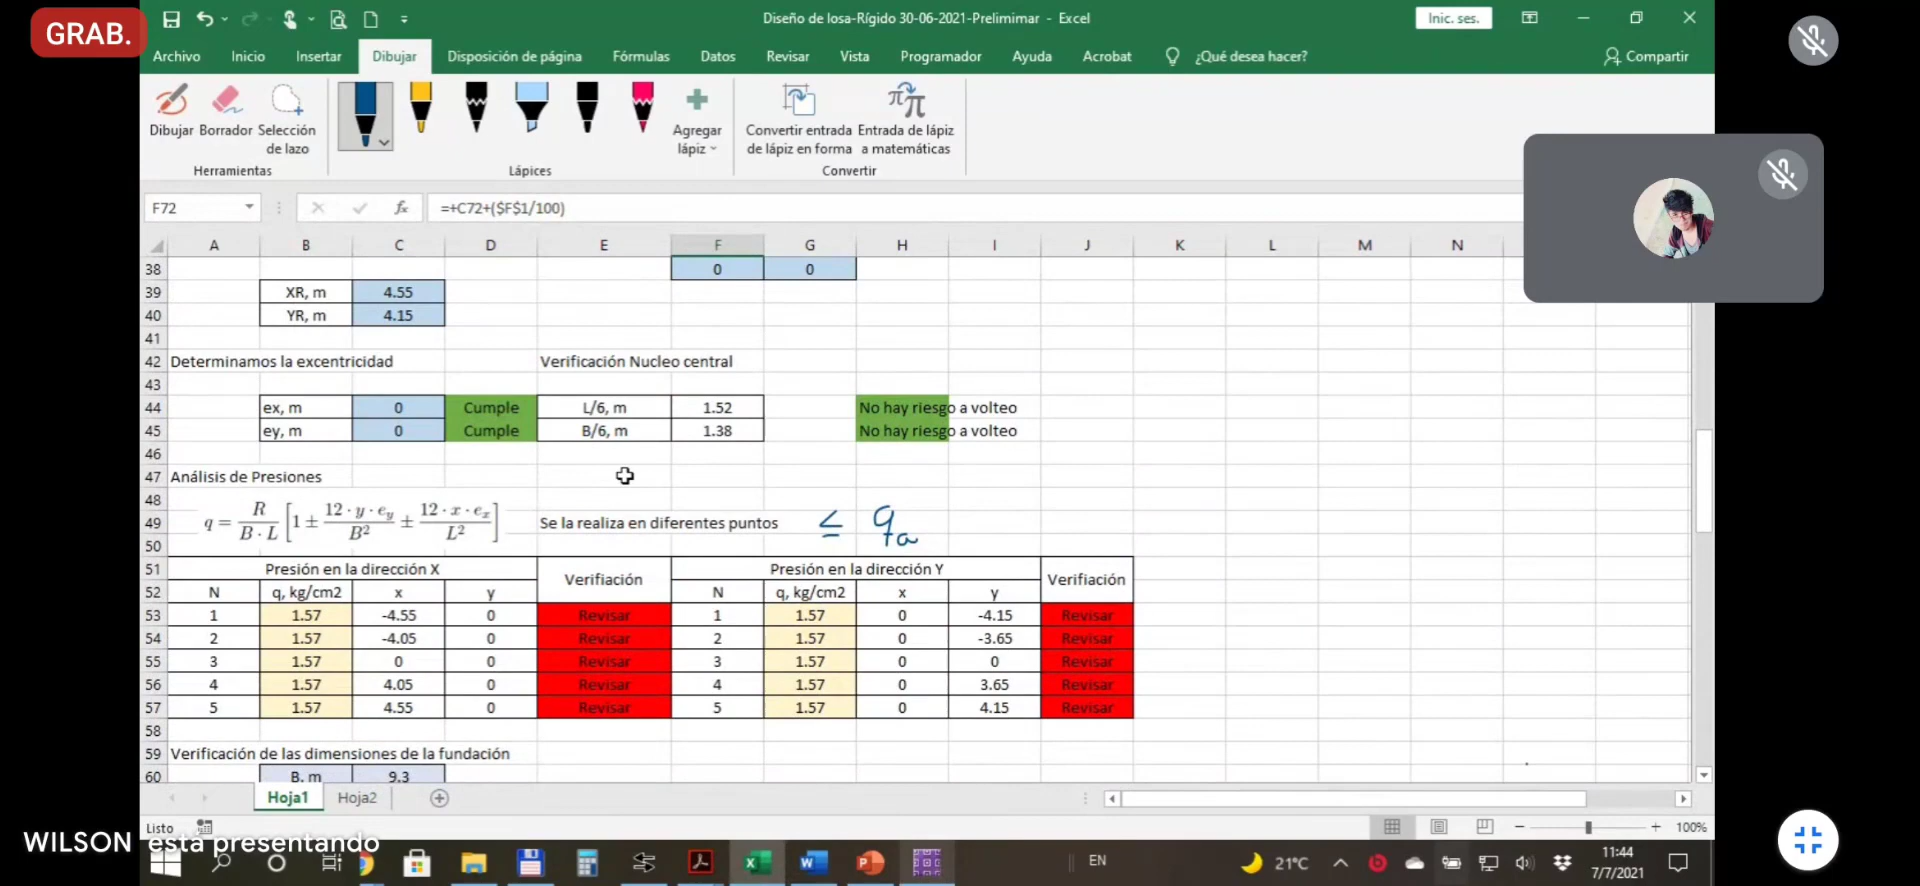 GRAB.
Diseño de losa-Rígido 30-06-2021-Prelimimar - Excel
Inic. ses.
Archivo Inicio Insertar Dibujar Disposición de página Fórmulas Datos Revisar Vista Programador Ayuda Acrobat ¿Qué desea hacer? Compartir
Dibujar Borrador Selección de lazo
Agregar lápiz
Convertir entrada de lápiz en forma
Entrada de lápiz a matemáticas
Herramientas Lápices Convertir
F72 fx =+C72+($F$1/100)
A B C D E F G H I J K L M N
38 0 0
39 XR, m 4.55
40 YR, m 4.15
41
42 Determinamos la excentricidad Verificación Nucleo central
43
44 ex, m 0 Cumple L/6, m 1.52 No hay riesgo a volteo
45 ey, m 0 Cumple B/6, m 1.38 No hay riesgo a volteo
46
47 Análisis de Presiones
48
49 q = R / B · L [1 ± 12 · y · e_y / B² ± 12 · x · e_x / L²] Se la realiza en diferentes puntos ≤ qa
50
51 Presión en la dirección X Verifiación Presión en la dirección Y Verifiación
52 N q, kg/cm2 x y N q, kg/cm2 x y
53 1 1.57 -4.55 0 Revisar 1 1.57 0 -4.15 Revisar
54 2 1.57 -4.05 0 Revisar 2 1.57 0 -3.65 Revisar
55 3 1.57 0 0 Revisar 3 1.57 0 0 Revisar
56 4 1.57 4.05 0 Revisar 4 1.57 0 3.65 Revisar
57 5 1.57 4.55 0 Revisar 5 1.57 0 4.15 Revisar
58
59 Verificación de las dimensiones de la fundación
60 B, m 9.3
Hoja1 Hoja2
Listo 100%
WILSON está presentando
EN 21°C 11:44
7/7/2021